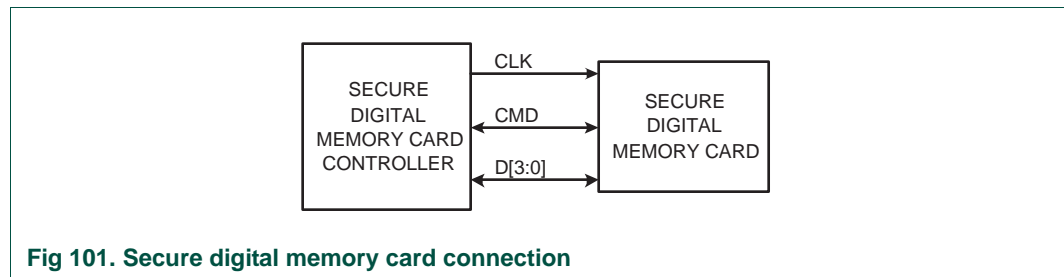 SECURE
DIGITAL
MEMORY CARD
CONTROLLER
CLK
CMD
D[3:0]
SECURE
DIGITAL
MEMORY CARD
Fig 101. Secure digital memory card connection